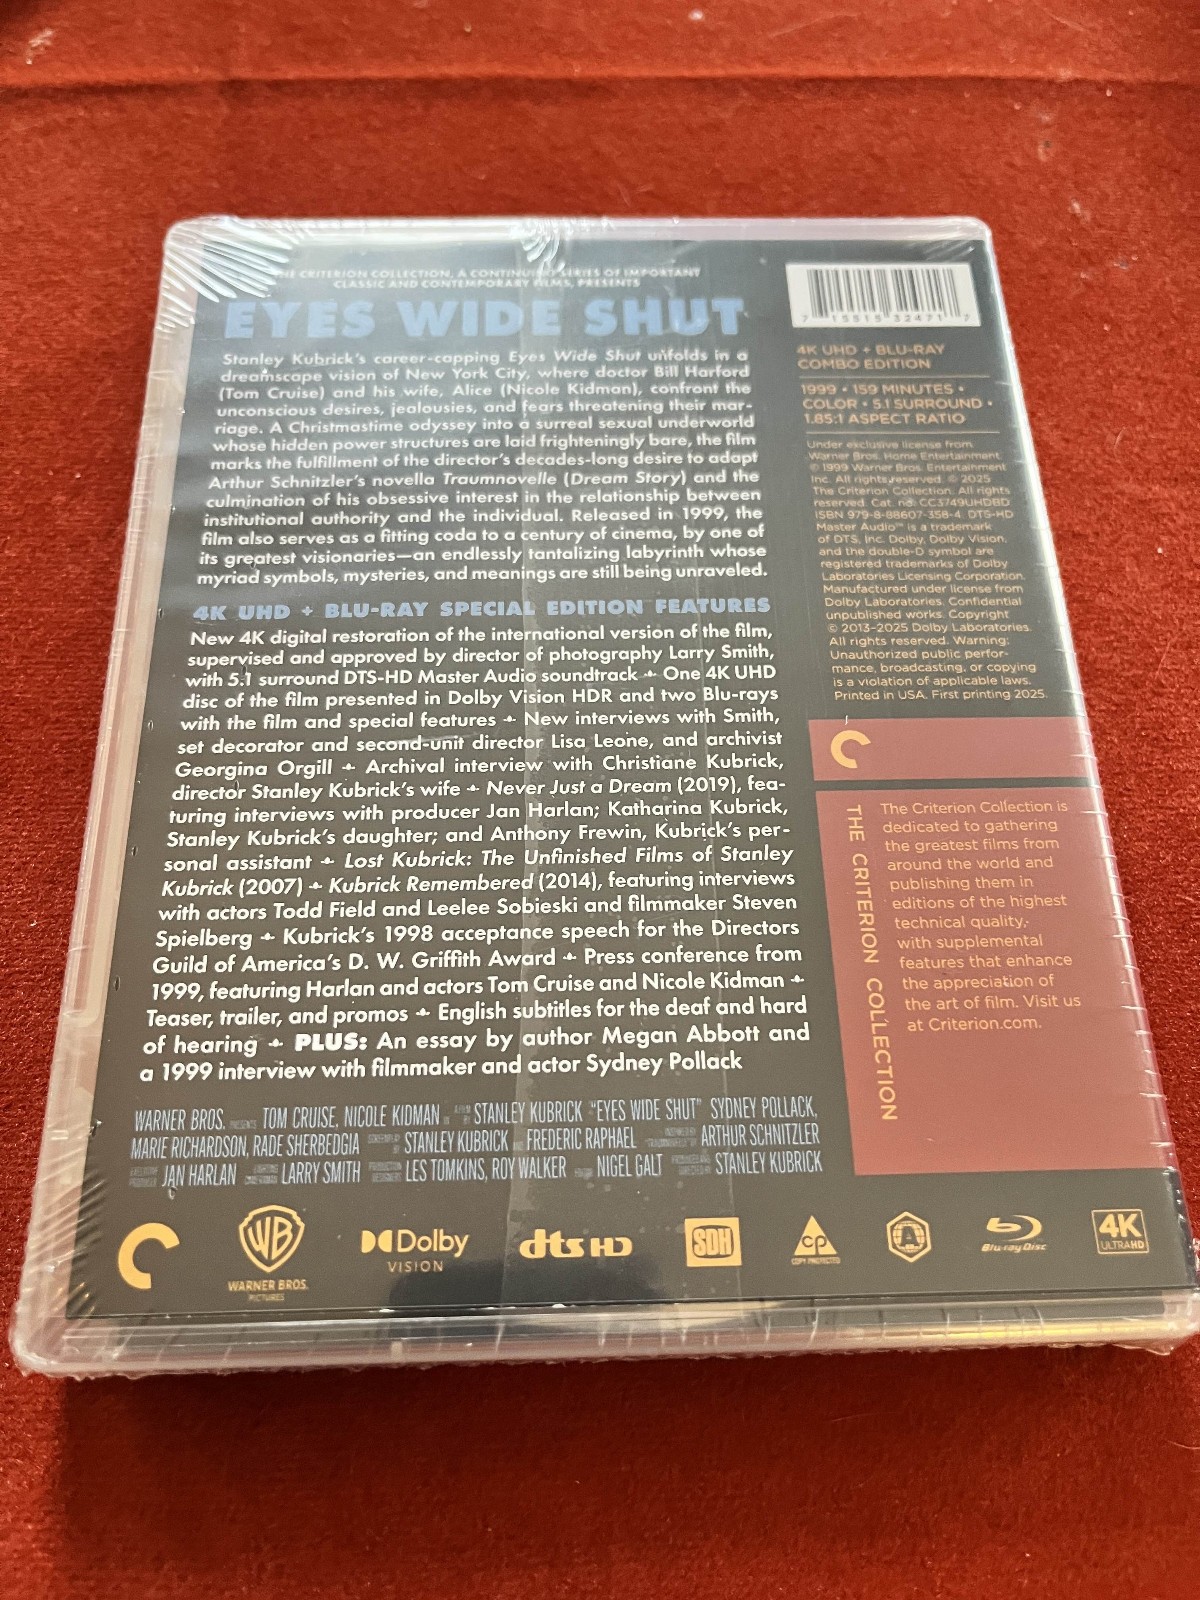 THE CRITERION COLLECTION, A CONTINUING SERIES OF IMPORTANT
CLASSIC AND CONTEMPORARY FILMS, PRESENTS
EYES WIDE SHUT
Stanley Kubrick's career-capping Eyes Wide Shut unfolds in a
dreamscape vision of New York City, where doctor Bill Harford
(Tom Cruise) and his wife, Alice (Nicole Kidman), confront the
unconscious desires, jealousies, and fears threatening their mar-
riage. A Christmastime odyssey into a surreal sexual underworld
whose hidden power structures are laid frighteningly bare, the film
marks the fulfillment of the director's decades-long desire to adapt
Arthur Schnitzler's novella Traumnovelle (Dream Story) and the
culmination of his obsessive interest in the relationship between
institutional authority and the individual. Released in 1999, the
film also serves as a fitting coda to a century of cinema, by one of
its greatest visionaries—an endlessly tantalizing labyrinth whose
myriad symbols, mysteries, and meanings are still being unraveled.
4K UHD + BLU-RAY SPECIAL EDITION FEATURES
New 4K digital restoration of the international version of the film,
supervised and approved by director of photography Larry Smith,
with 5.1 surround DTS-HD Master Audio soundtrack + One 4K UHD
disc of the film presented in Dolby Vision HDR and two Blu-rays
with the film and special features + New interviews with Smith,
set decorator and second-unit director Lisa Leone, and archivist
Georgina Orgill + Archival interview with Christiane Kubrick,
director Stanley Kubrick's wife + Never Just a Dream (2019), fea-
turing interviews with producer Jan Harlan; Katharina Kubrick,
Stanley Kubrick's daughter; and Anthony Frewin, Kubrick's per-
sonal assistant + Lost Kubrick: The Unfinished Films of Stanley
Kubrick (2007) + Kubrick Remembered (2014), featuring interviews
with actors Todd Field and Leelee Sobieski and filmmaker Steven
Spielberg + Kubrick's 1998 acceptance speech for the Directors
Guild of America's D. W. Griffith Award + Press conference from
1999, featuring Harlan and actors Tom Cruise and Nicole Kidman +
Teaser, trailer, and promos + English subtitles for the deaf and hard
of hearing + PLUS: An essay by author Megan Abbott and
a 1999 interview with filmmaker and actor Sydney Pollack
WARNER BROS. PRESENTS TOM CRUISE, NICOLE KIDMAN STANLEY KUBRICK "EYES WIDE SHUT" SYDNEY POLLACK,
MARIE RICHARDSON, RADE SHERBEDGIA STANLEY KUBRICK FREDERIC RAPHAEL ARTHUR SCHNITZLER
JAN HARLAN LARRY SMITH LES TOMKINS, ROY WALKER NIGEL GALT STANLEY KUBRICK
7 15515 32471 7
4K UHD + BLU-RAY
COMBO EDITION
1999 • 159 MINUTES •
COLOR • 5.1 SURROUND •
1.85:1 ASPECT RATIO
Under exclusive license from
Warner Bros. Home Entertainment.
© 1999 Warner Bros. Entertainment
Inc. All rights reserved. © 2025
The Criterion Collection. All rights
reserved. Cat. no. CC3749UHDBD
ISBN 979-8-88607-358-4. DTS-HD
Master Audio™ is a trademark
of DTS, Inc. Dolby, Dolby Vision,
and the double-D symbol are
registered trademarks of Dolby
Laboratories Licensing Corporation.
Manufactured under license from
Dolby Laboratories. Confidential
unpublished works. Copyright
© 2013–2025 Dolby Laboratories.
All rights reserved. Warning:
Unauthorized public perfor-
mance, broadcasting, or copying
is a violation of applicable laws.
Printed in USA. First printing 2025.
THE CRITERION COLLECTION
The Criterion Collection is
dedicated to gathering
the greatest films from
around the world and
publishing them in
editions of the highest
technical quality,
with supplemental
features that enhance
the appreciation of
the art of film. Visit us
at Criterion.com.
WB
WARNER BROS.
PICTURES
Dolby
VISION
dts HD
SDH
CP
COPY PROTECTED
A
Blu-ray Disc
4K
ULTRA HD